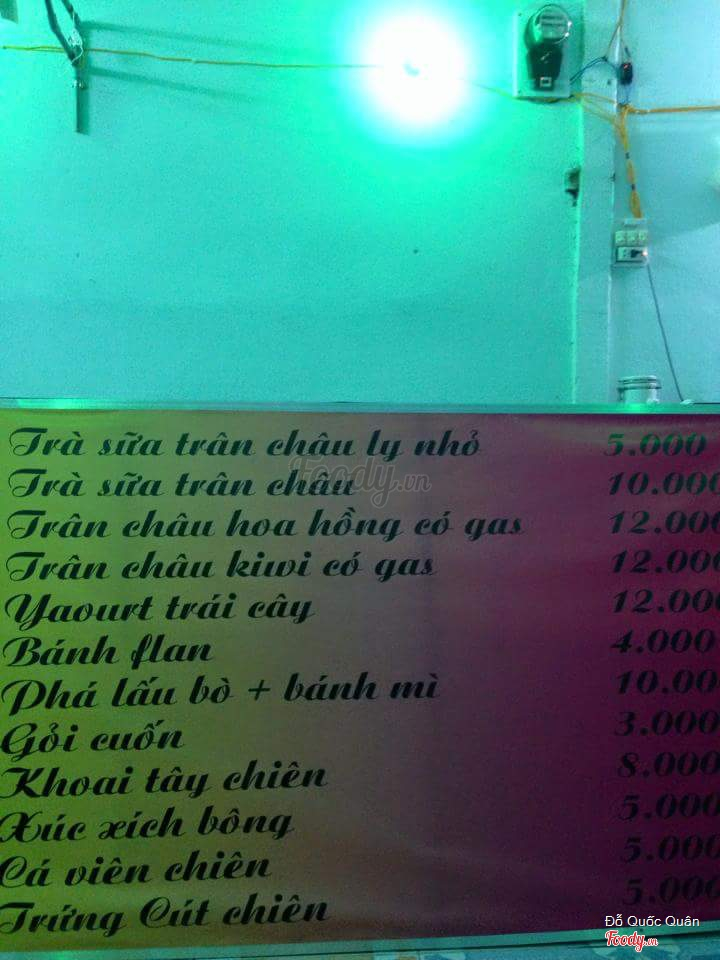 Trà sữa trân châu ly nhỏ 5.000
Trà sữa trân châu 10.000
Trân châu hoa hồng có gas 12.000
Trân châu kiwi có gas 12.000
Yaourt trái cây 12.000
Bánh flan 4.000
Phá lấu bò + bánh mì 10.00
Gỏi cuốn 3.000
Khoai tây chiên 8.000
Xúc xích bông 5.000
Cá viên chiên 5.000
Trứng Cút chiên 5.000
Foody.vn
Đỗ Quốc Quân
Foody.vn